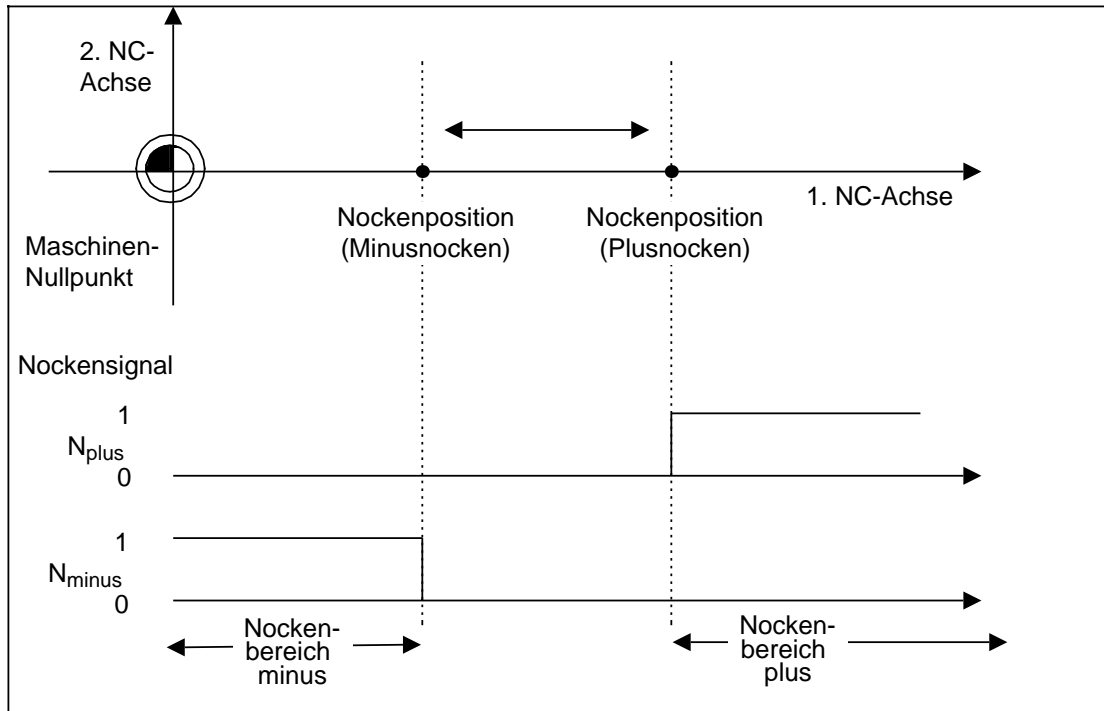 2. NC-
Achse
1. NC-Achse
Nockenposition
(Minusnocken)
Nockenposition
(Plusnocken)
Maschinen-
Nullpunkt
Nockensignal
1
Nplus
0
1
Nminus
0
Nocken-
bereich
minus
Nocken-
bereich
plus